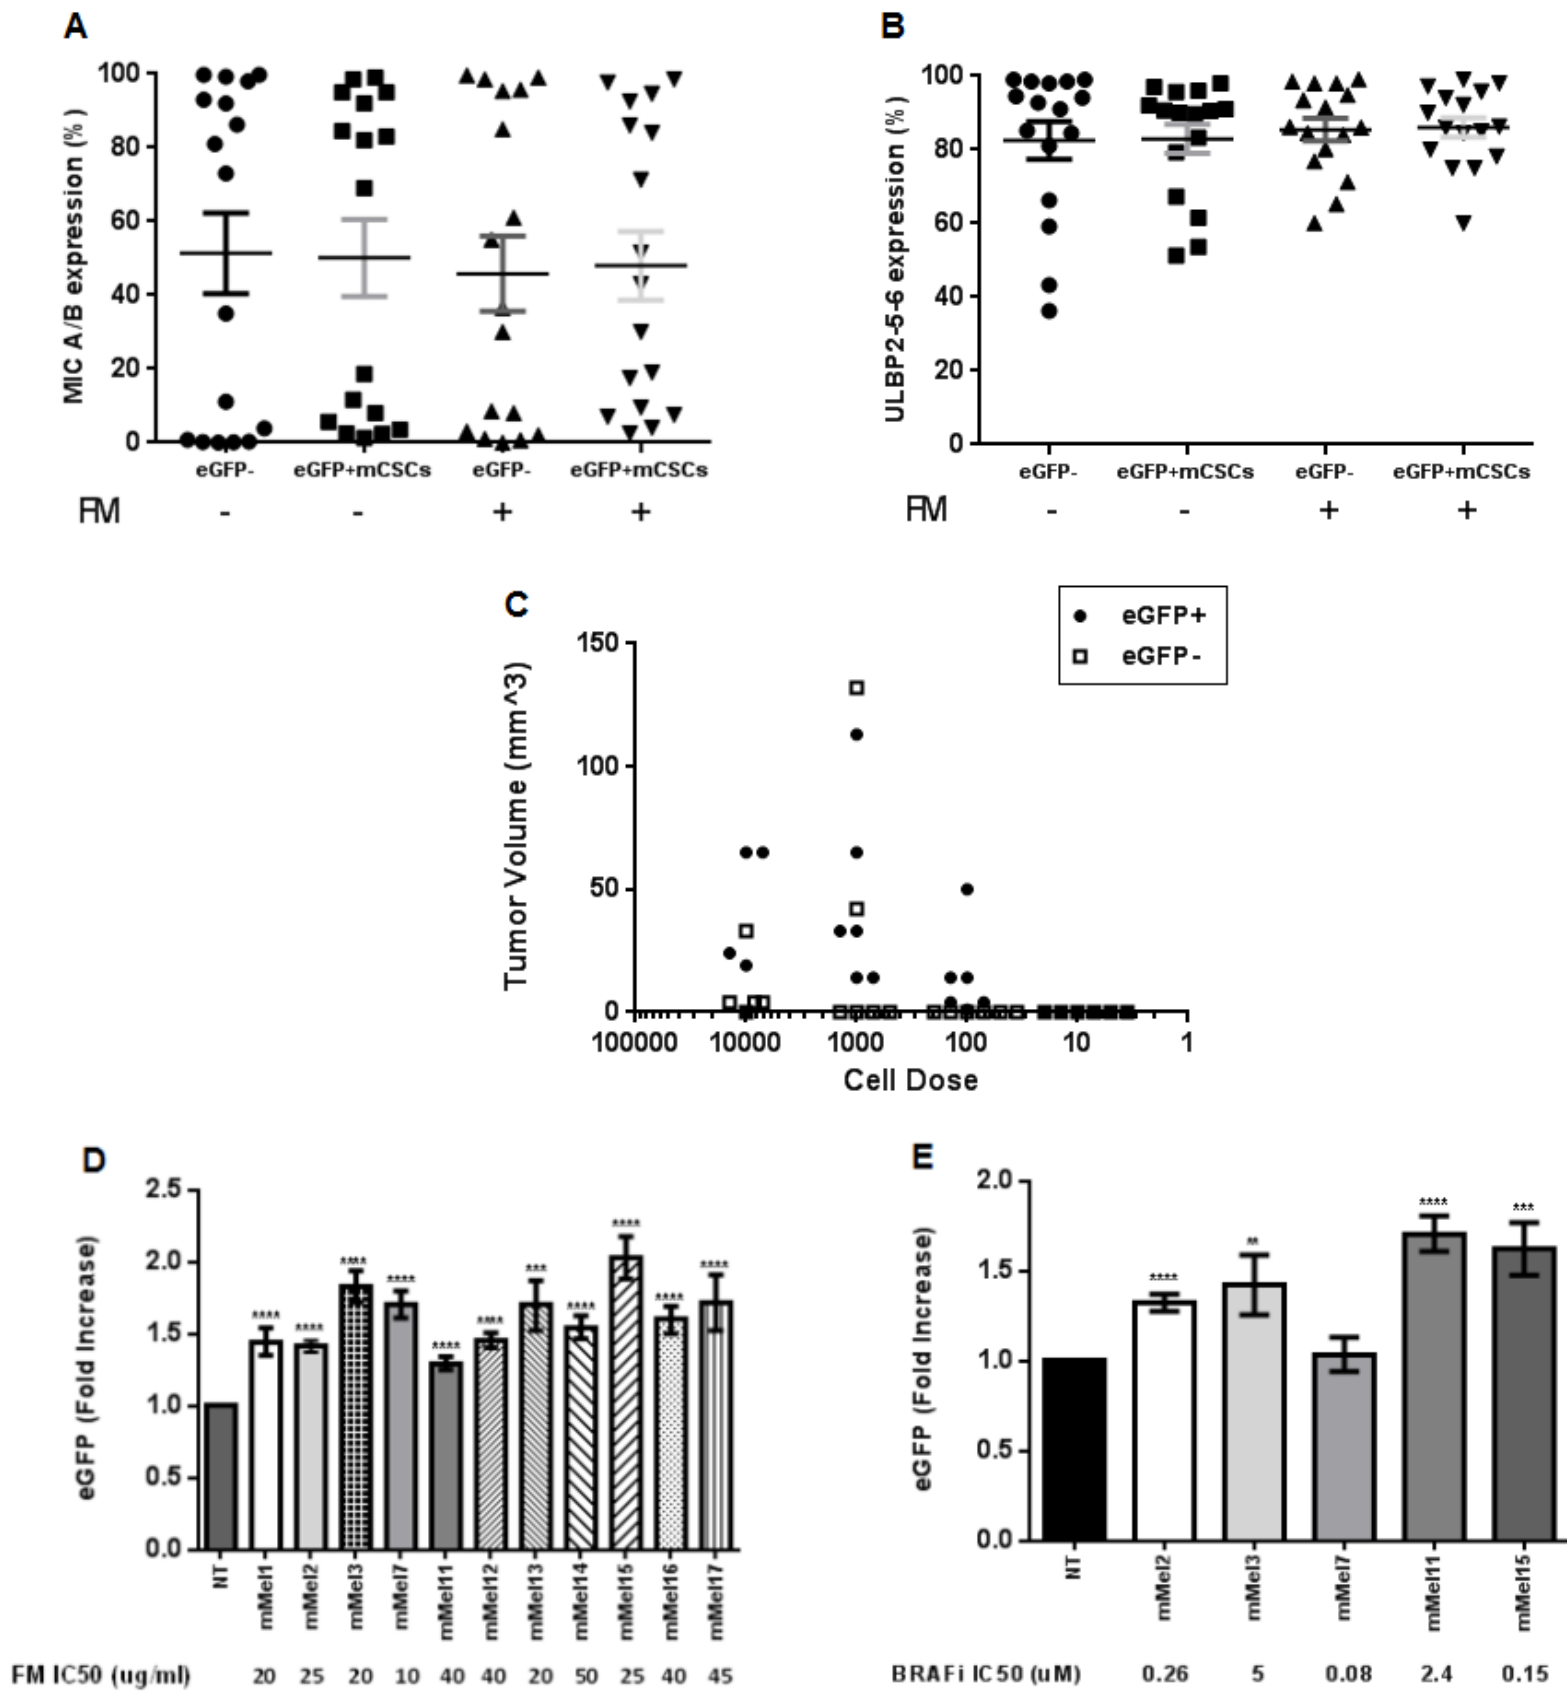 A
MIC A/B expression (%)
100
80
60
40
20
0
eGFP- eGFP+mCSCs eGFP- eGFP+mCSCs
FM - - + +
B
ULBP2-5-6 expression (%)
100
80
60
40
20
0
eGFP- eGFP+mCSCs eGFP- eGFP+mCSCs
FM - - + +
C
eGFP+
eGFP-
Tumor Volume (mm^3)
150
100
50
0
100000 10000 1000 100 10 1
Cell Dose
D
eGFP (Fold Increase)
2.5
2.0
1.5
1.0
0.5
0.0
**** **** **** **** **** **** *** **** **** **** ****
NT mMel1 mMel2 mMel3 mMel7 mMel11 mMel12 mMel13 mMel14 mMel15 mMel16 mMel17
FM IC50 (ug/ml) 20 25 20 10 40 40 20 50 25 40 45
E
eGFP (Fold Increase)
2.0
1.5
1.0
0.5
0.0
**** ** **** ***
NT mMel2 mMel3 mMel7 mMel11 mMel15
BRAFi IC50 (uM) 0.26 5 0.08 2.4 0.15